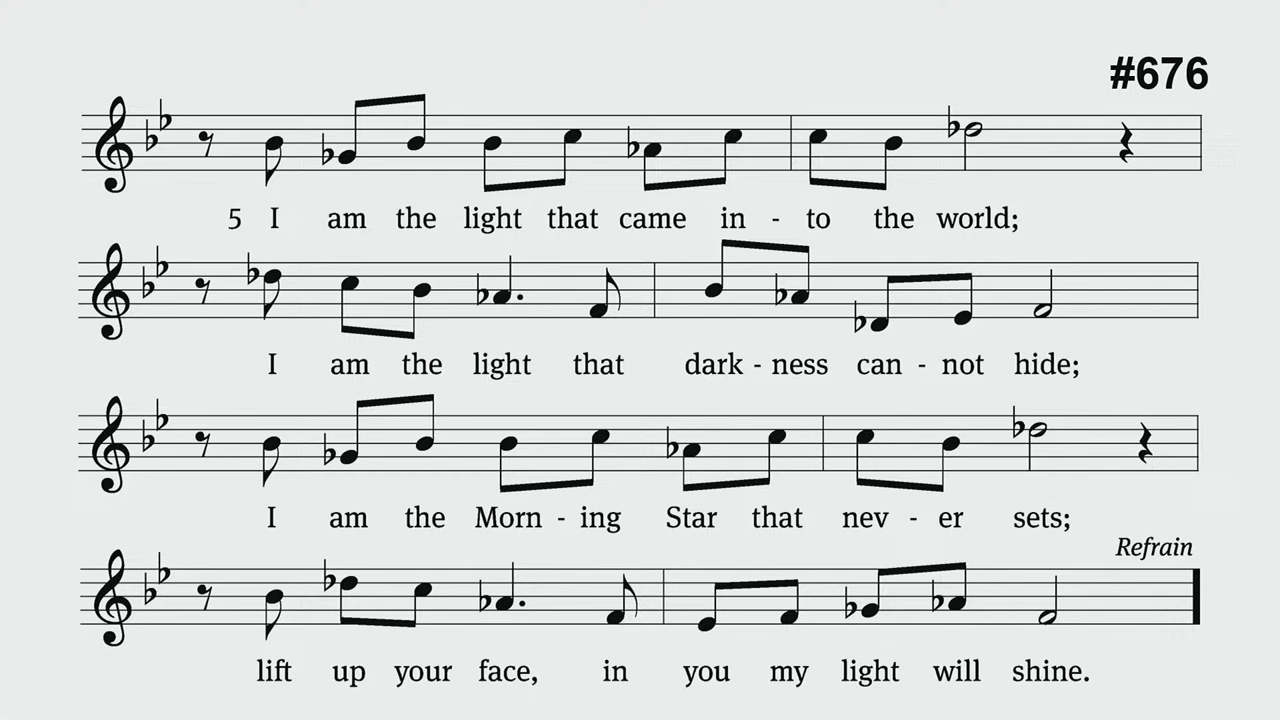 #676
5 I am the light that came in - to the world;
I am the light that dark - ness can - not hide;
I am the Morn - ing Star that nev - er sets;
Refrain
lift up your face, in you my light will shine.